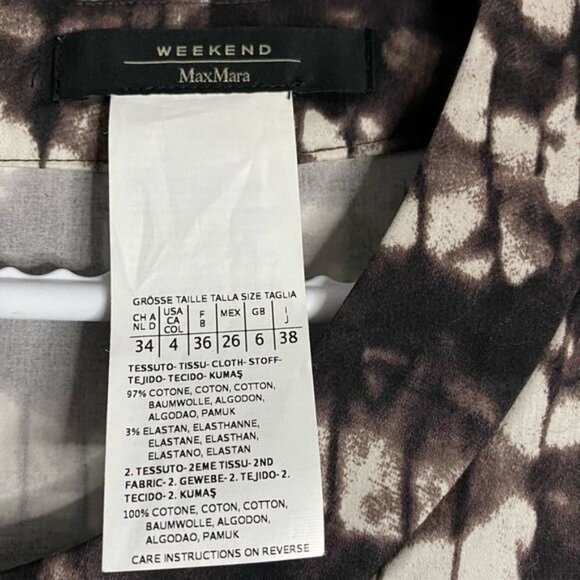 WEEKEND
MaxMara
GRÖSSE TAILLE TALLA SIZE TAGLIA
CH A NL D USA CA COL F B MEX GB I J
34 4 36 26 6 38
TESSUTO- TISSU- CLOTH- STOFF-
TEJIDO- TECIDO- KUMAŞ
97% COTONE, COTON, COTTON,
BAUMWOLLE, ALGODON,
ALGODAO, PAMUK
3% ELASTAN, ELASTHANNE,
ELASTANE, ELASTHAN,
ELASTANO, ELASTAN
2. TESSUTO- 2EME TISSU- 2ND
FABRIC- 2. GEWEBE- 2. TEJIDO- 2.
TECIDO- 2. KUMAŞ
100% COTONE, COTON, COTTON,
BAUMWOLLE, ALGODON,
ALGODAO, PAMUK
CARE INSTRUCTIONS ON REVERSE